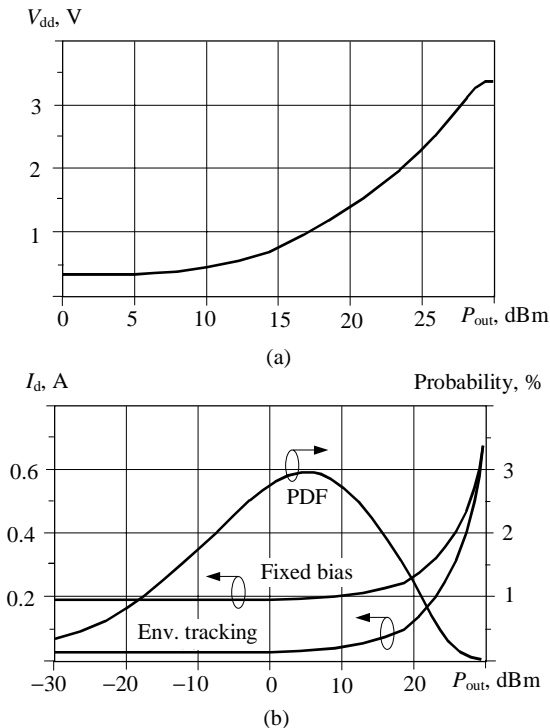 V_dd, V
3
2
1
0 5 10 15 20 25 P_out, dBm
(a)
I_d, A Probability, %
0.6 3
PDF
0.4 2
Fixed bias
0.2 1
Env. tracking
−30 −20 −10 0 10 20 P_out, dBm
(b)